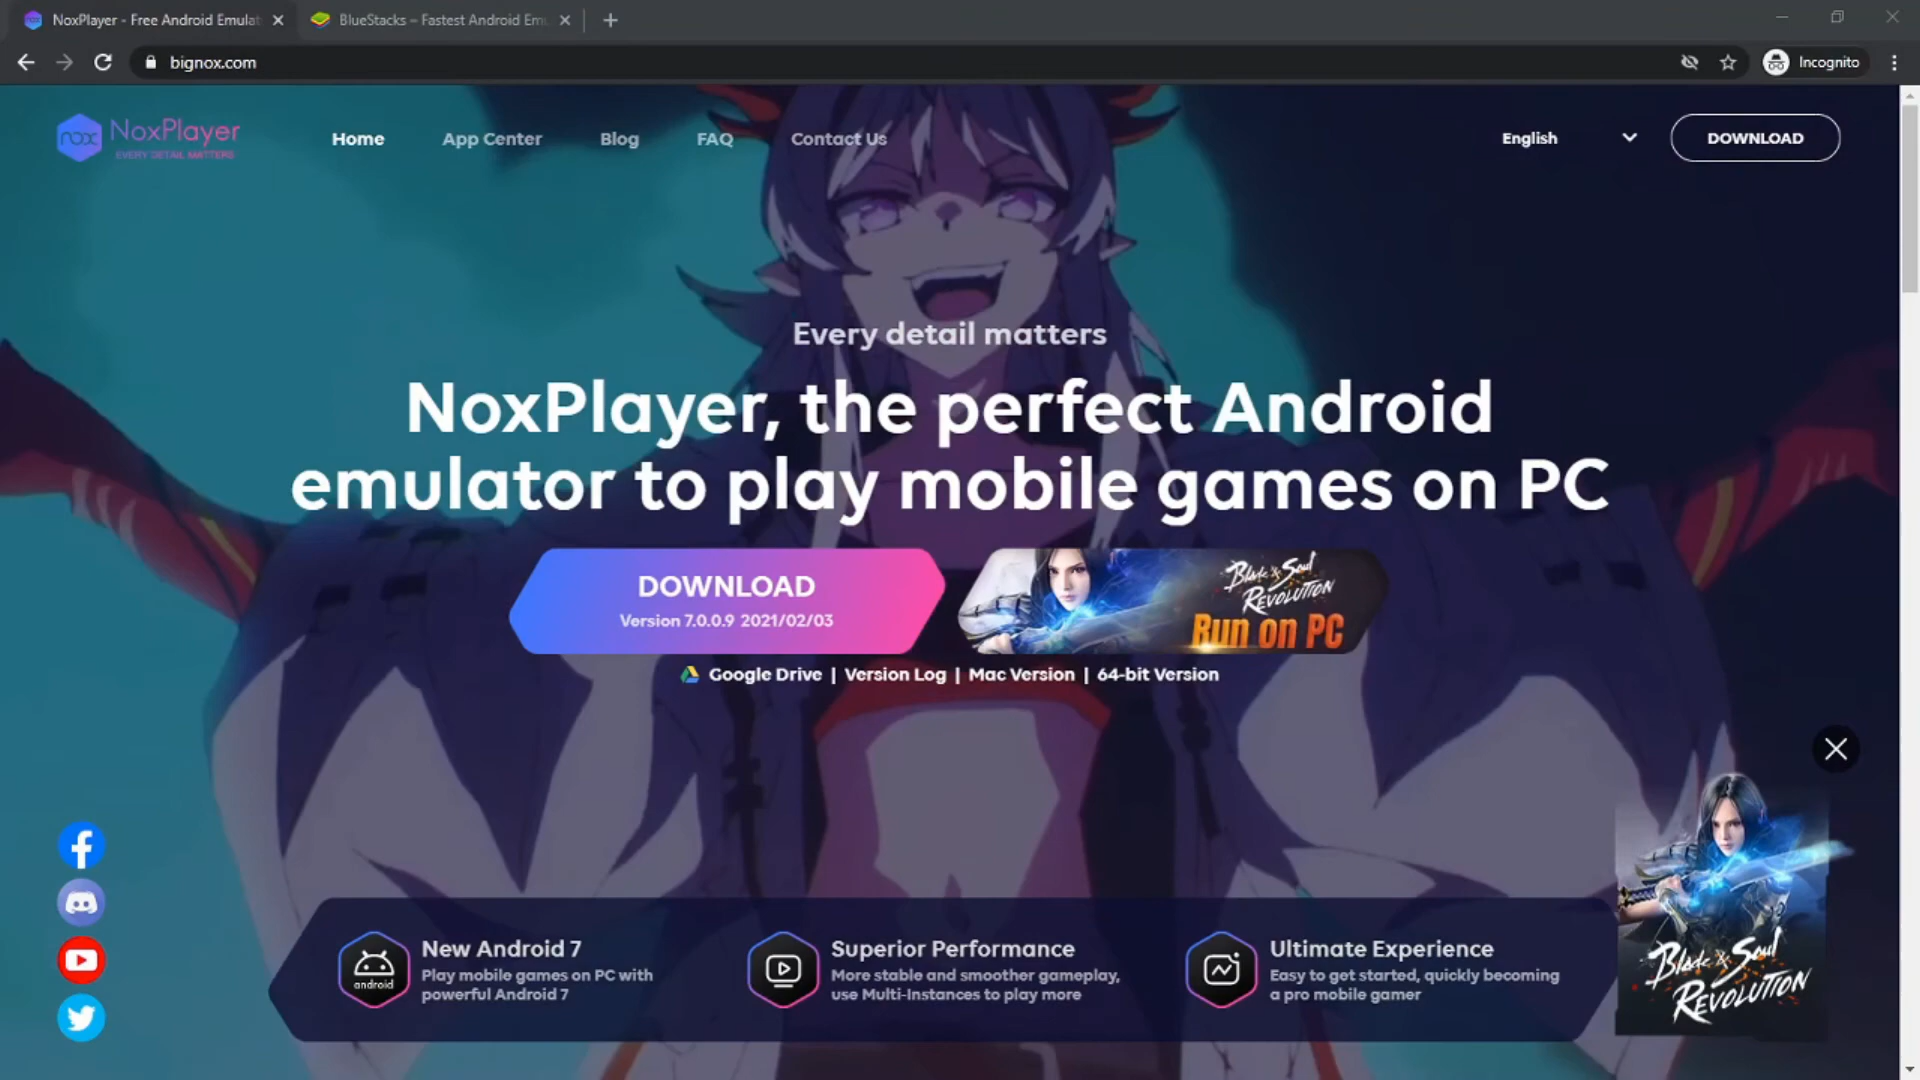 NoxPlayer - Free Android Emulat
BlueStacks – Fastest Android Em
bignox.com
Incognito
nox
NoxPlayer
EVERY DETAIL MATTERS
Home
App Center
Blog
FAQ
Contact Us
English
DOWNLOAD
Every detail matters
NoxPlayer, the perfect Android
emulator to play mobile games on PC
DOWNLOAD
Version 7.0.0.9 2021/02/03
Blade & Soul
REVOLUTION
Run on PC
Google Drive | Version Log | Mac Version | 64-bit Version
android
New Android 7
Play mobile games on PC with
powerful Android 7
Superior Performance
More stable and smoother gameplay,
use Multi-Instances to play more
Ultimate Experience
Easy to get started, quickly becoming
a pro mobile gamer
Blade & Soul
REVOLUTION